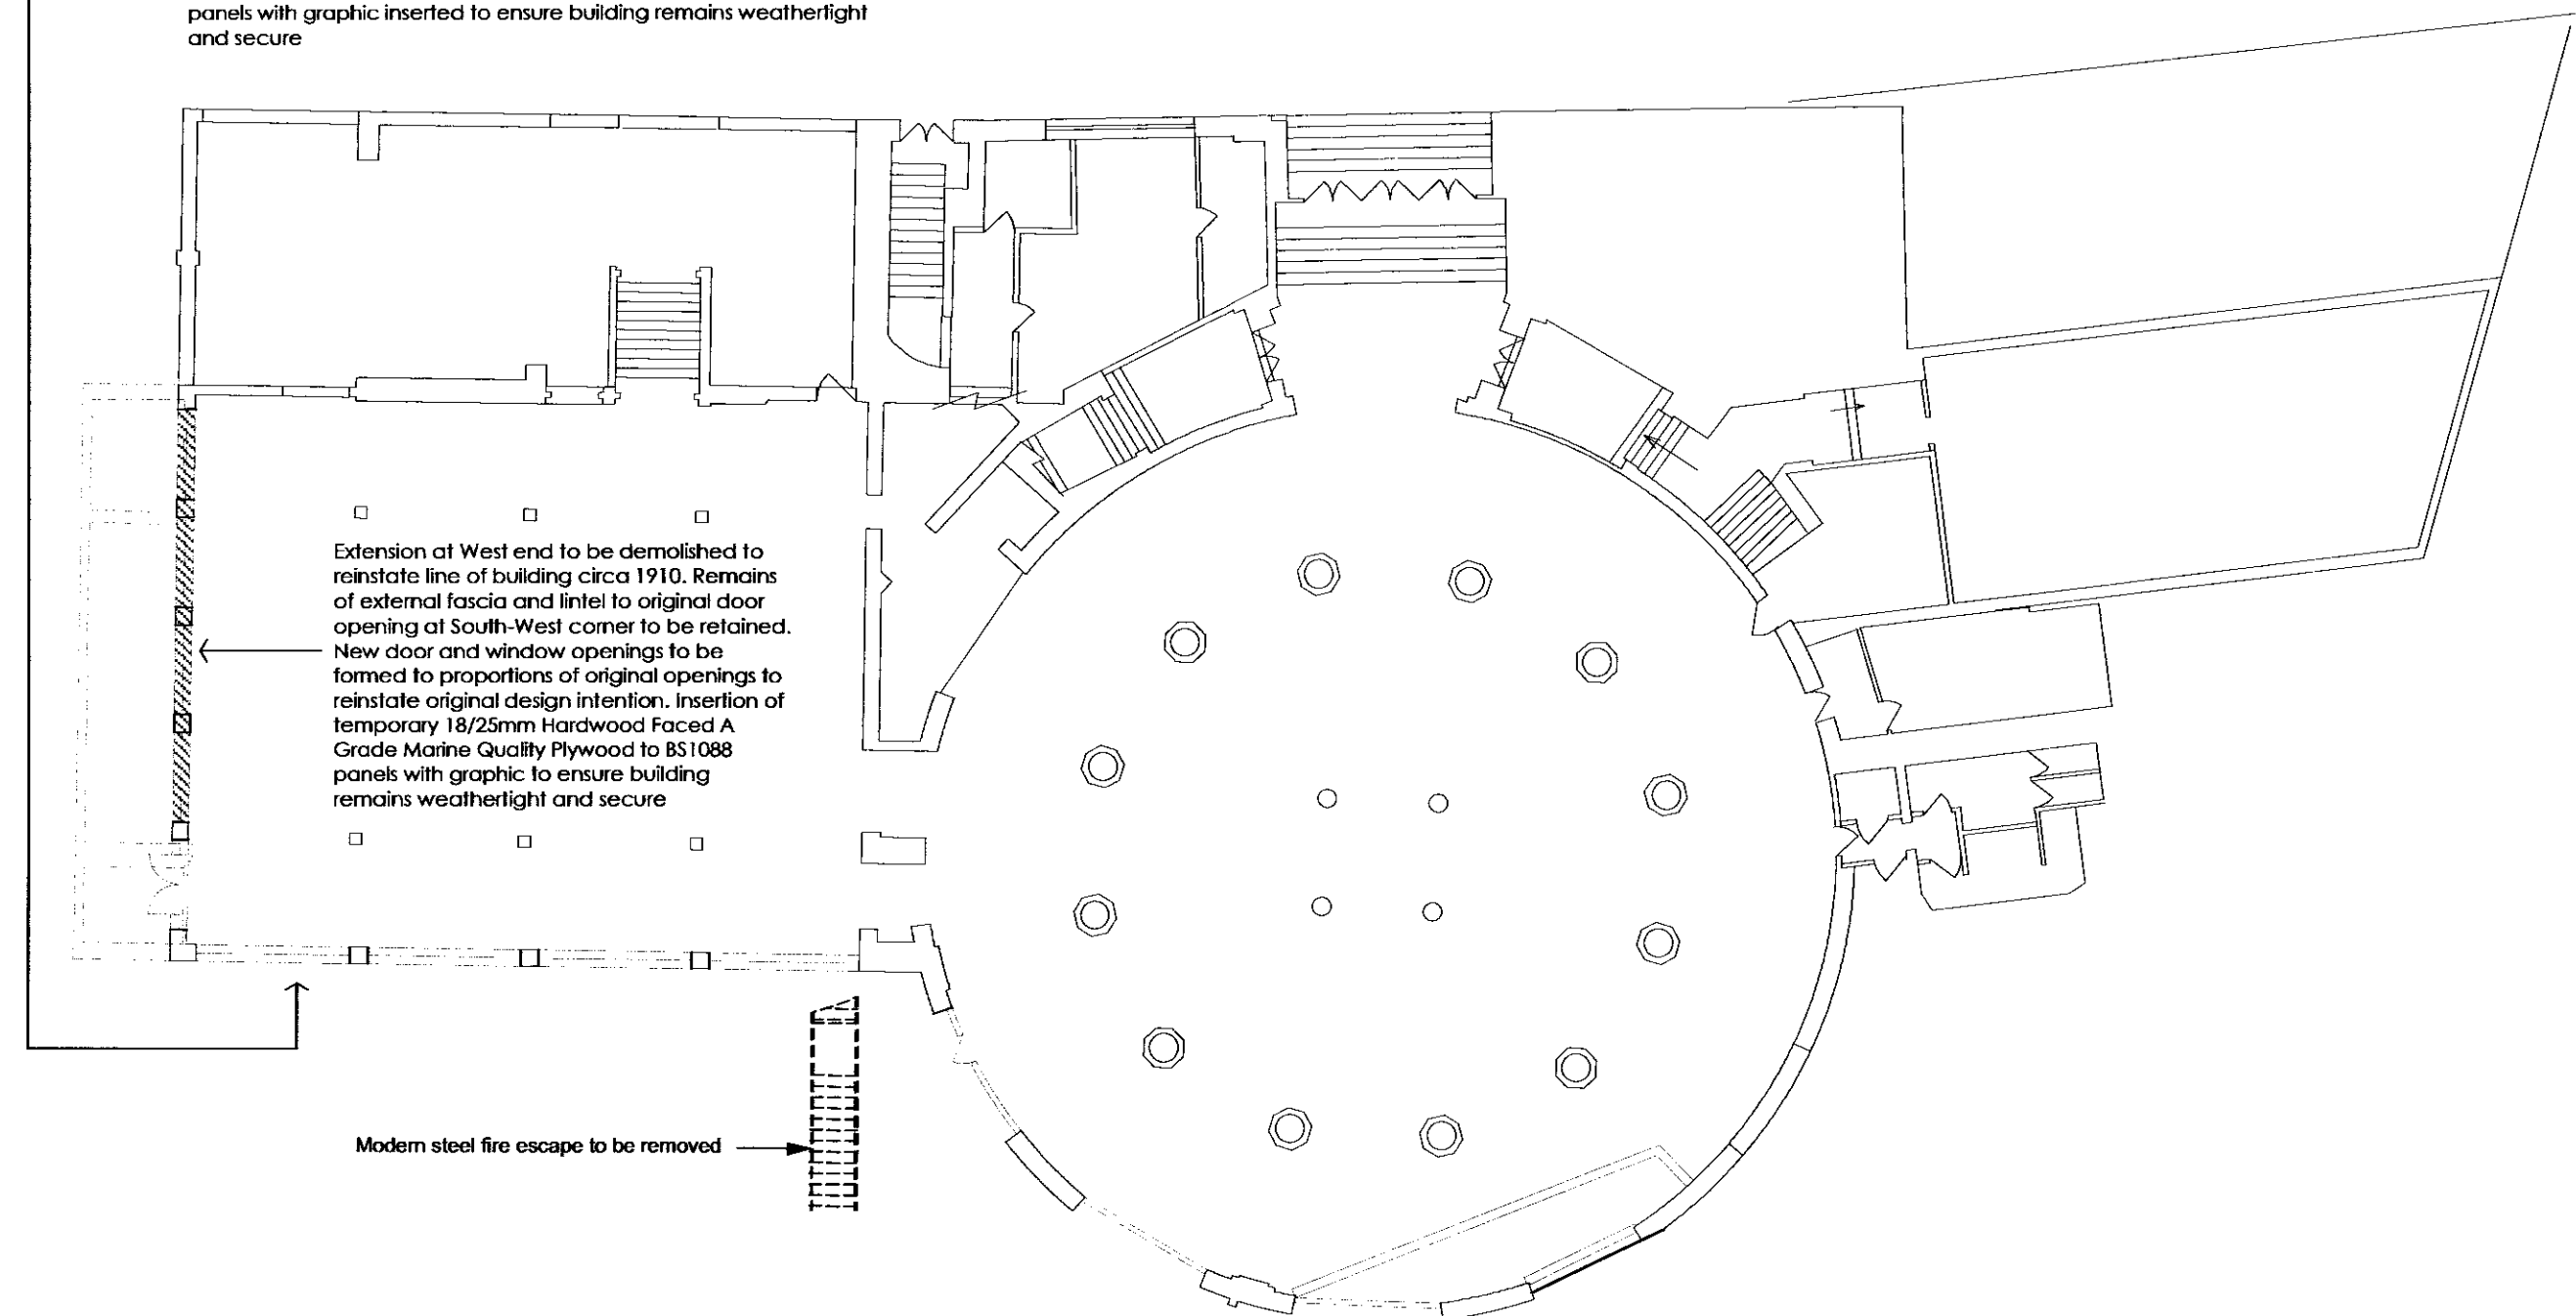 panels with graphic inserted to ensure building remains weathertight
and secure
Extension at West end to be demolished to
reinstate line of building circa 1910. Remains
of external fascia and lintel to original door
opening at South-West corner to be retained.
New door and window openings to be
formed to proportions of original openings to
reinstate original design intention. Insertion of
temporary 18/25mm Hardwood Faced A
Grade Marine Quality Plywood to BS1088
panels with graphic to ensure building
remains weathertight and secure
Modern steel fire escape to be removed